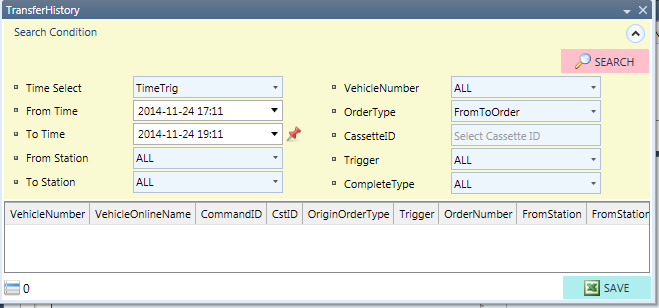 TransferHistory
Search Condition
SEARCH
Time Select TimeTrig VehicleNumber ALL
From Time 2014-11-24 17:11 OrderType FromToOrder
To Time 2014-11-24 19:11 CassetteID Select Cassette ID
From Station ALL Trigger ALL
To Station ALL CompleteType ALL
VehicleNumber VehicleOnlineName CommandID CstID OriginOrderType Trigger OrderNumber FromStation FromStation
0 SAVE